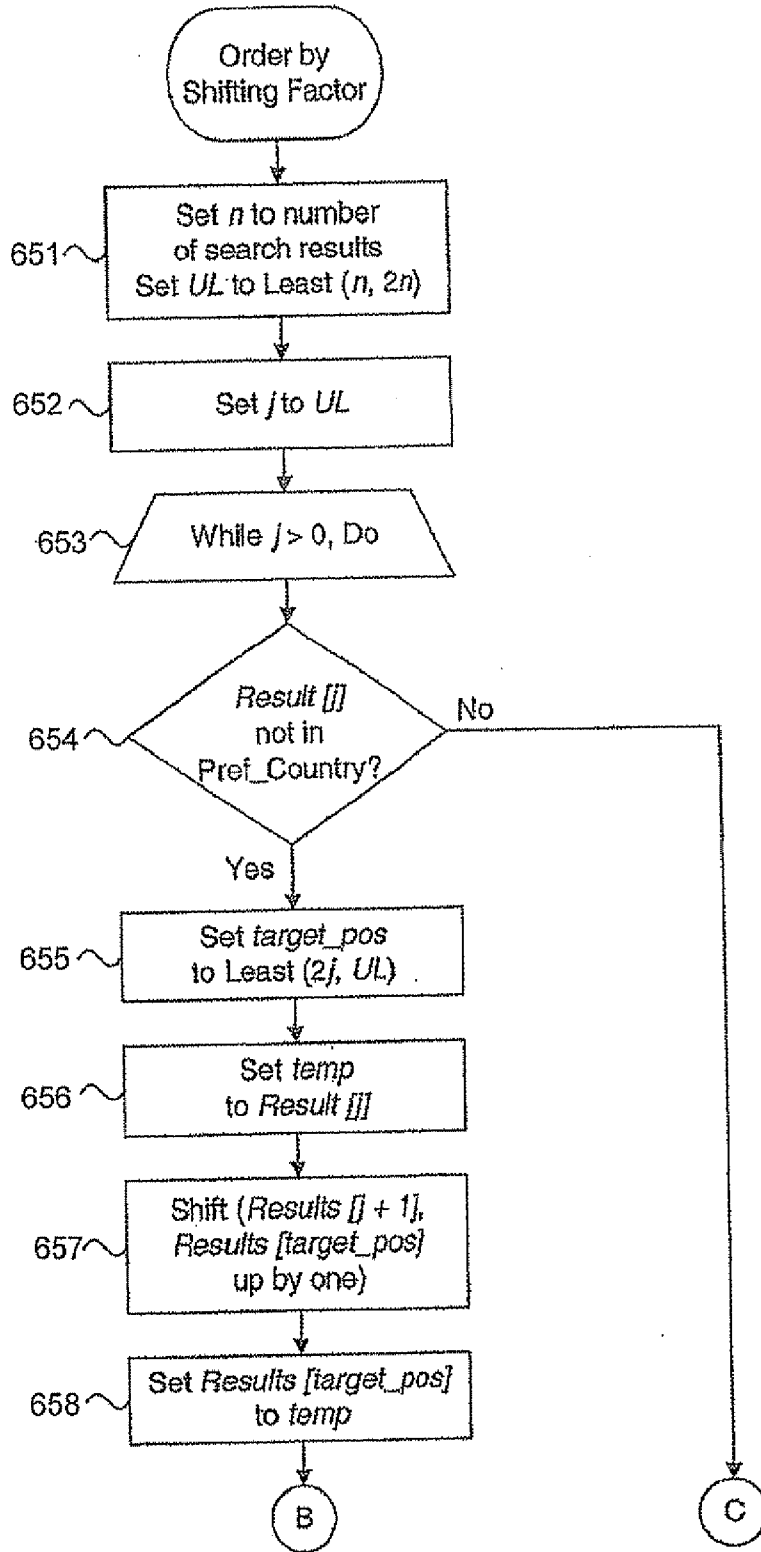 Order by
Shifting Factor
651
Set n to number
of search results
Set UL to Least (n, 2n)
652
Set j to UL
653
While j > 0, Do
654
Result [j]
not in
Pref_Country?
No
Yes
655
Set target_pos
to Least (2j, UL)
656
Set temp
to Result [j]
657
Shift (Results [j + 1],
Results [target_pos]
up by one)
658
Set Results [target_pos]
to temp
B
C